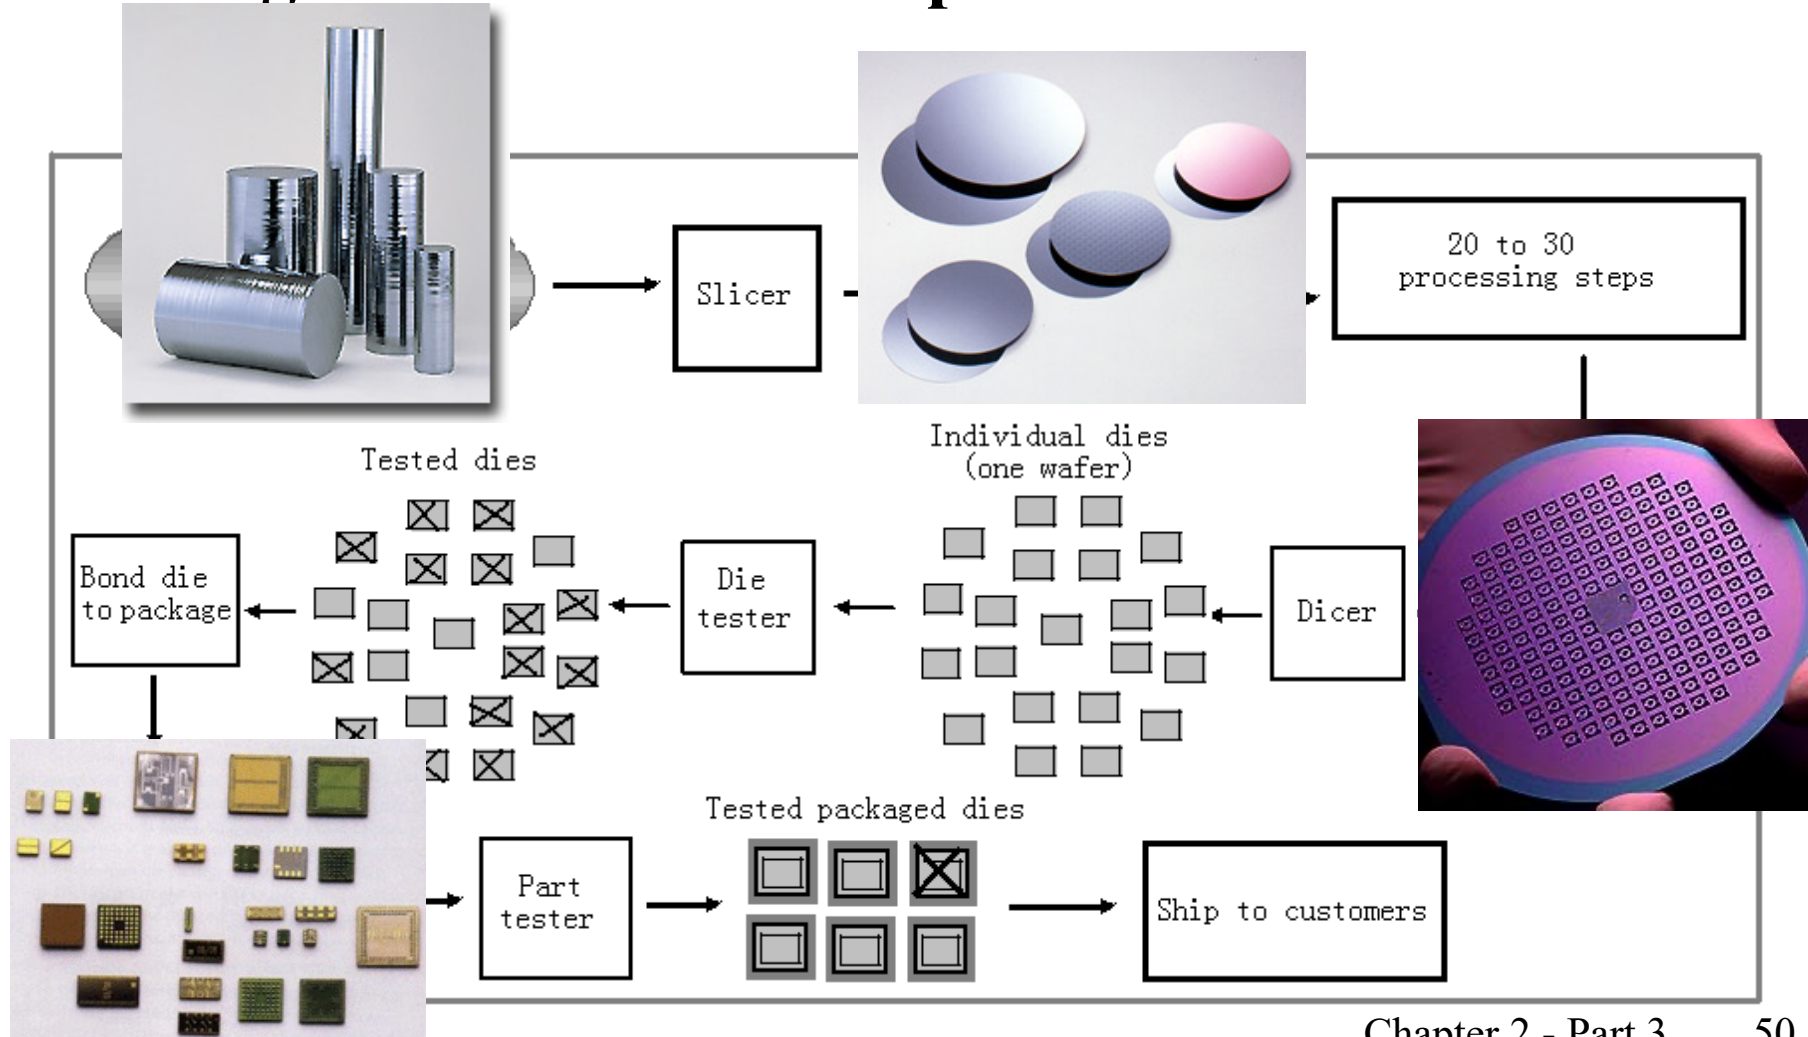 Slicer
20 to 30
processing steps
Individual dies
(one wafer)
Tested dies
Bond die
to package
Die
tester
Dicer
Tested packaged dies
Part
tester
Ship to customers
Chapter 2 - Part 3
50